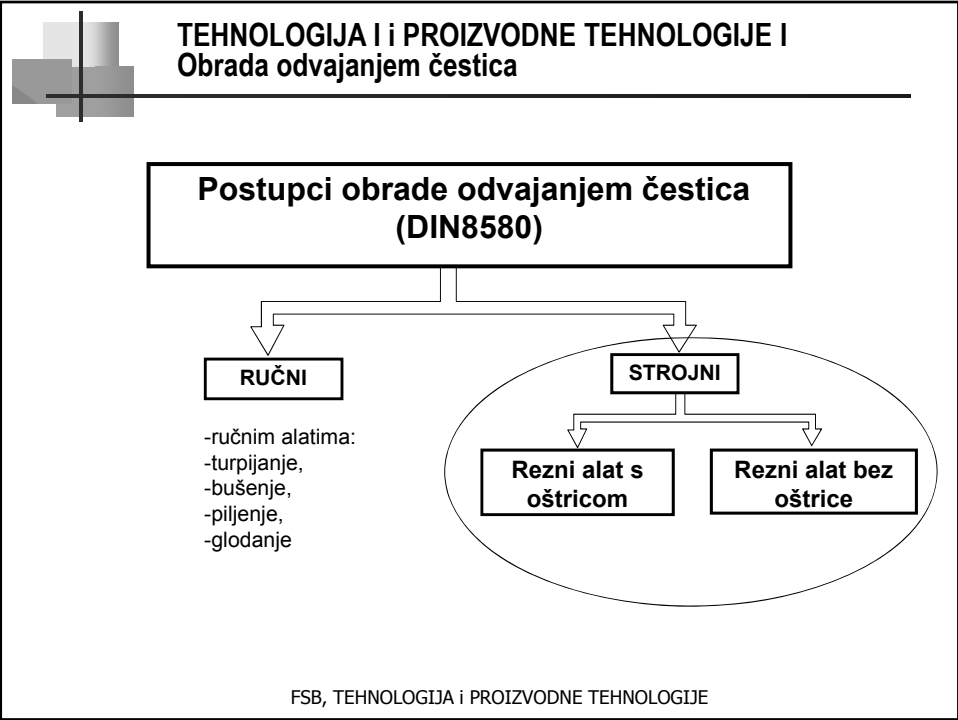 TEHNOLOGIJA I i PROIZVODNE TEHNOLOGIJE I
Obrada odvajanjem čestica
Postupci obrade odvajanjem čestica
(DIN8580)
RUČNI
-ručnim alatima:
-turpijanje,
-bušenje,
-piljenje,
-glodanje
STROJNI
Rezni alat s
oštricom
Rezni alat bez
oštrice
FSB, TEHNOLOGIJA i PROIZVODNE TEHNOLOGIJE